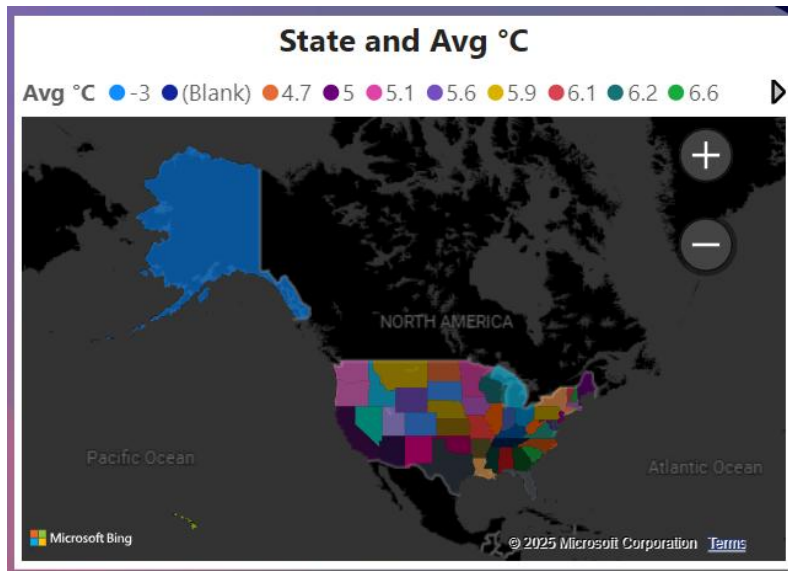 State and Avg °C
Avg °C -3 (Blank) 4.7 5 5.1 5.6 5.9 6.1 6.2 6.6
NORTH AMERICA
Pacific Ocean
Atlantic Ocean
Microsoft Bing
© 2025 Microsoft Corporation Terms